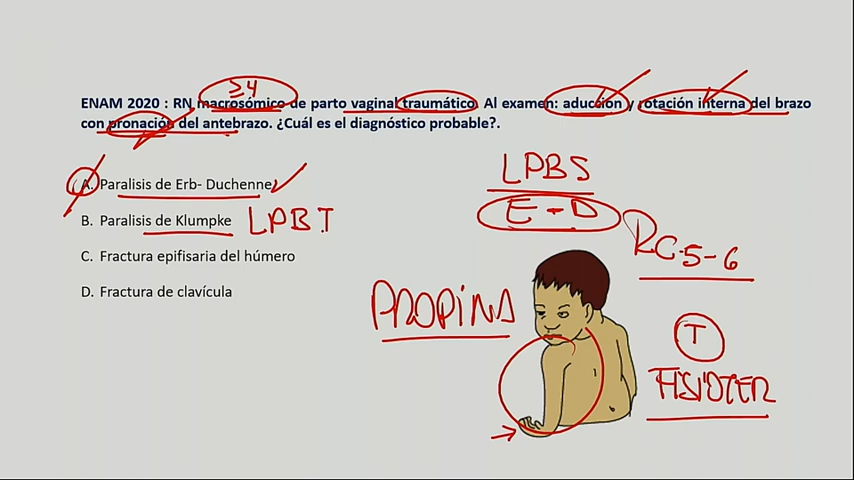 ≥4
ENAM 2020 : RN macrosómico de parto vaginal traumático. Al examen: aducción y rotación interna del brazo
con pronación del antebrazo. ¿Cuál es el diagnóstico probable?.
A. Paralisis de Erb- Duchenne
B. Paralisis de Klumpke LPBI
C. Fractura epifisaria del húmero
D. Fractura de clavícula
LPBS
E-D
RC5-6
PROPINA
T
FISIOTER